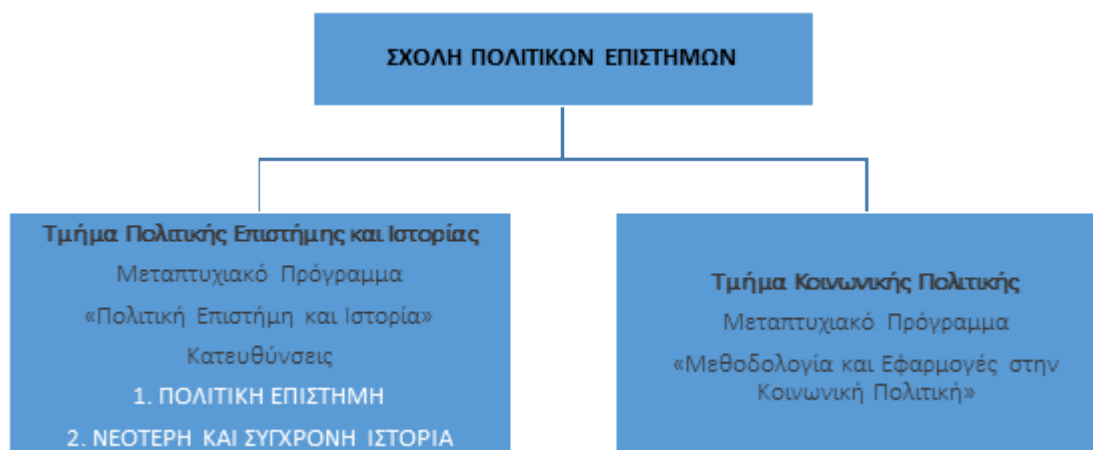 ΣΧΟΛΗ ΠΟΛΙΤΙΚΩΝ ΕΠΙΣΤΗΜΩΝ
Τμήμα Πολιτικής Επιστήμης και Ιστορίας
Μεταπτυχιακό Πρόγραμμα
«Πολιτική Επιστήμη και Ιστορία»
Κατευθύνσεις
1. ΠΟΛΙΤΙΚΗ ΕΠΙΣΤΗΜΗ
2. ΝΕΟΤΕΡΗ ΚΑΙ ΣΥΓΧΡΟΝΗ ΙΣΤΟΡΙΑ
Τμήμα Κοινωνικής Πολιτικής
Μεταπτυχιακό Πρόγραμμα
«Μεθοδολογία και Εφαρμογές στην
Κοινωνική Πολιτική»